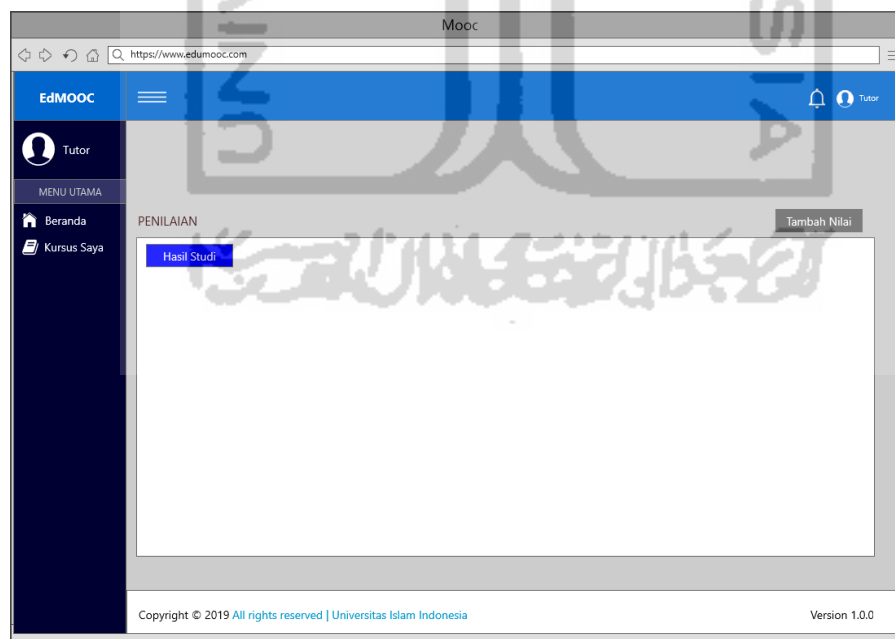 Mooc
https://www.edumooc.com
EdMOOC
Tutor
Tutor
MENU UTAMA
Beranda
PENILAIAN
Tambah Nilai
Kursus Saya
Hasil Studi
Copyright © 2019 All rights reserved | Universitas Islam Indonesia
Version 1.0.0